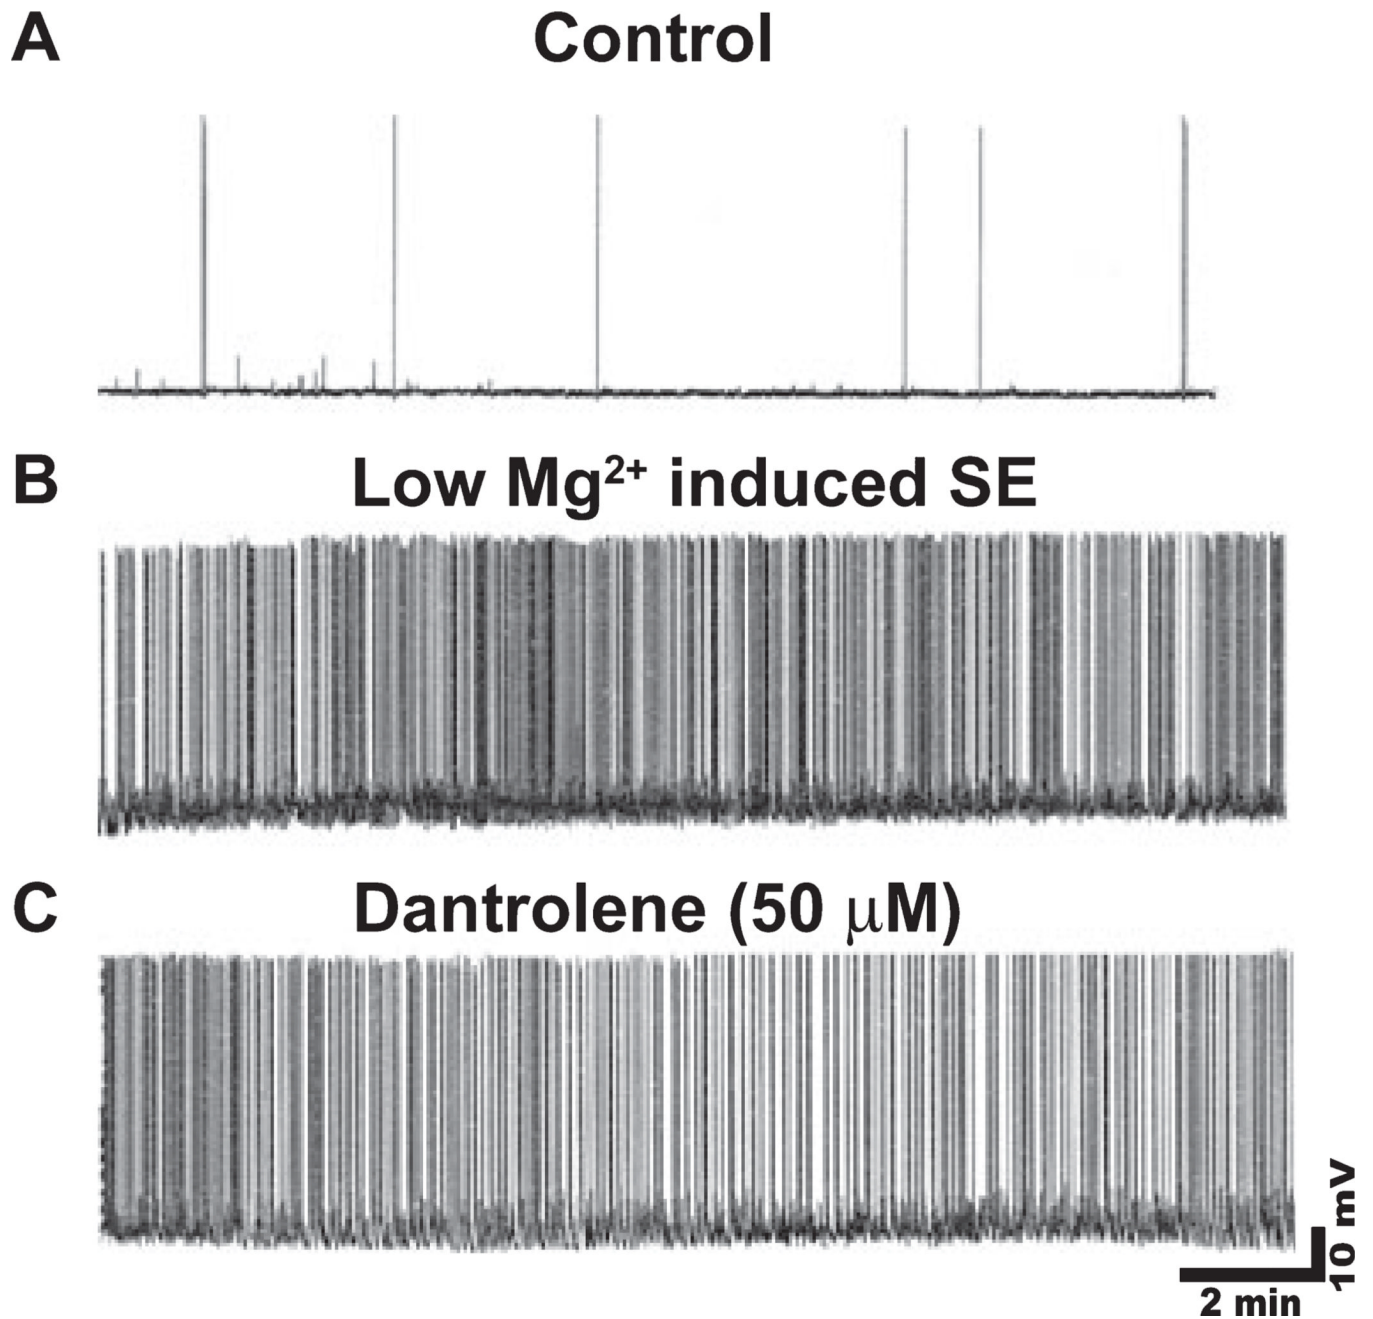 A
Control
B
Low Mg²⁺ induced SE
C
Dantrolene (50 μM)
10 mV
2 min